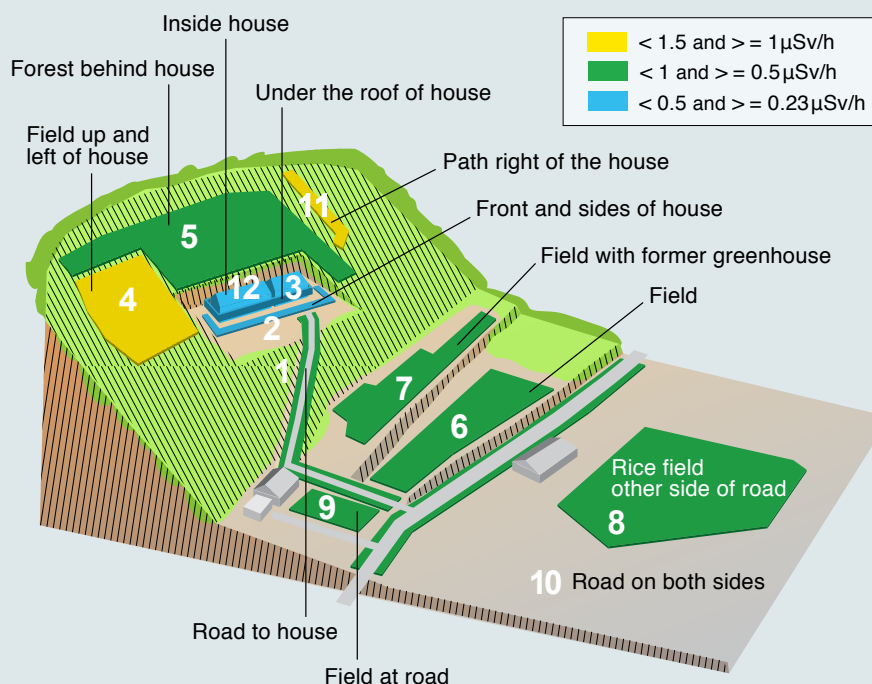 Inside house
Forest behind house
Under the roof of house
Field up and
left of house
Path right of the house
Front and sides of house
Field with former greenhouse
Field
< 1.5 and > = 1µSv/h
< 1 and > = 0.5µSv/h
< 0.5 and > = 0.23µSv/h
11
5
12
3
4
2
1
7
6
Rice field
other side of road
8
9
10 Road on both sides
Road to house
Field at road